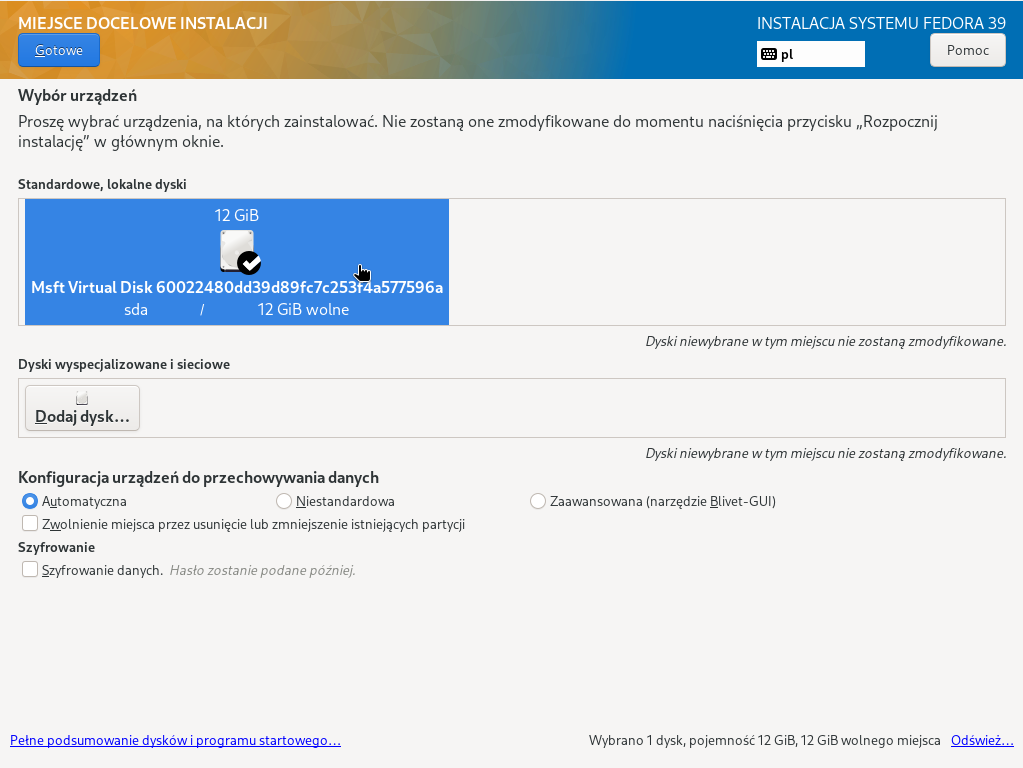 MIEJSCE DOCELOWE INSTALACJI
INSTALACJA SYSTEMU FEDORA 39
Gotowe
pl
Pomoc
Wybór urządzeń
Proszę wybrać urządzenia, na których zainstalować. Nie zostaną one zmodyfikowane do momentu naciśnięcia przycisku „Rozpocznij
instalację” w głównym oknie.
Standardowe, lokalne dyski
12 GiB
Msft Virtual Disk 60022480dd39d89fc7c253f4a577596a
sda / 12 GiB wolne
Dyski niewybrane w tym miejscu nie zostaną zmodyfikowane.
Dyski wyspecjalizowane i sieciowe
Dodaj dysk…
Dyski niewybrane w tym miejscu nie zostaną zmodyfikowane.
Konfiguracja urządzeń do przechowywania danych
Automatyczna Niestandardowa Zaawansowana (narzędzie Blivet-GUI)
Zwolnienie miejsca przez usunięcie lub zmniejszenie istniejących partycji
Szyfrowanie
Szyfrowanie danych. Hasło zostanie podane później.
Pełne podsumowanie dysków i programu startowego…
Wybrano 1 dysk, pojemność 12 GiB, 12 GiB wolnego miejsca Odśwież…